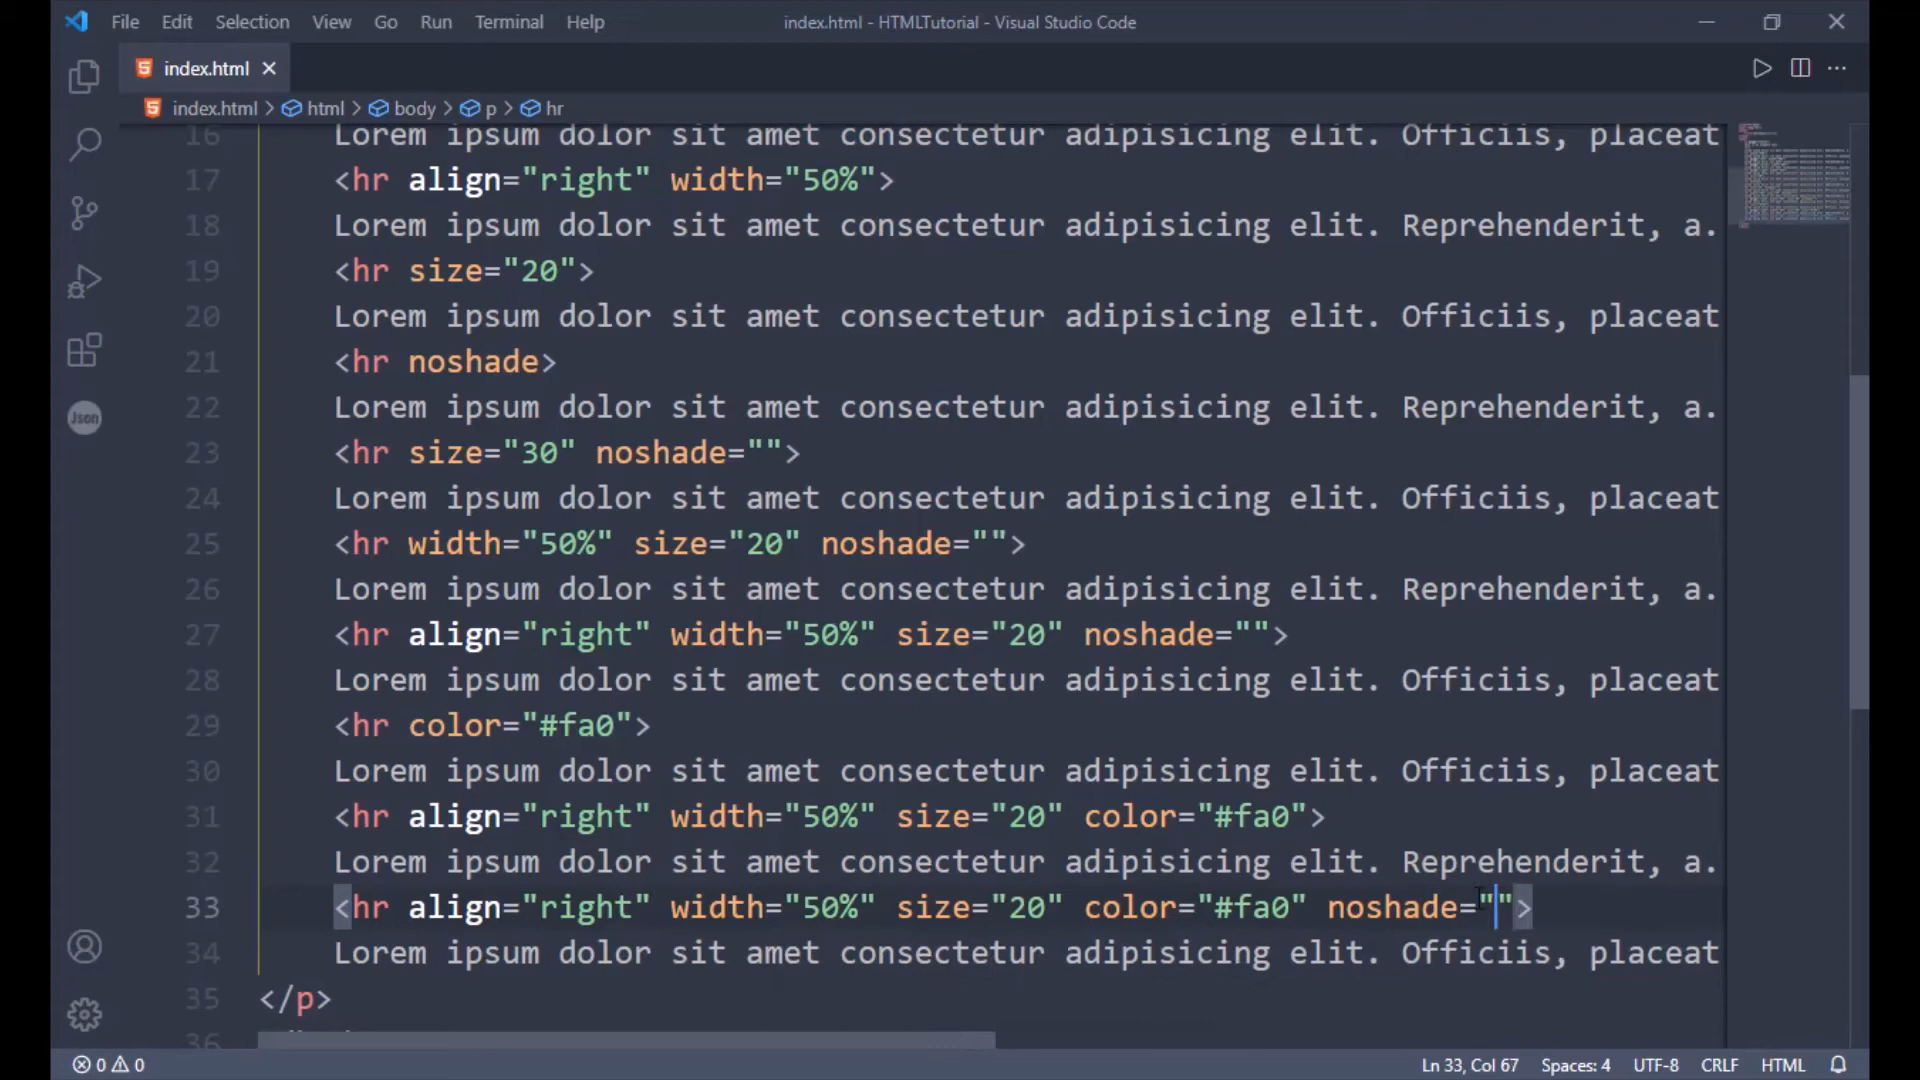 File Edit Selection View Go Run Terminal Help index.html - HTMLTutorial - Visual Studio Code
index.html
index.html > html > body > p > hr
16 Lorem ipsum dolor sit amet consectetur adipisicing elit. Officiis, placeat
17 <hr align="right" width="50%">
18 Lorem ipsum dolor sit amet consectetur adipisicing elit. Reprehenderit, a.
19 <hr size="20">
20 Lorem ipsum dolor sit amet consectetur adipisicing elit. Officiis, placeat
21 <hr noshade>
22 Lorem ipsum dolor sit amet consectetur adipisicing elit. Reprehenderit, a.
23 <hr size="30" noshade="">
24 Lorem ipsum dolor sit amet consectetur adipisicing elit. Officiis, placeat
25 <hr width="50%" size="20" noshade="">
26 Lorem ipsum dolor sit amet consectetur adipisicing elit. Reprehenderit, a.
27 <hr align="right" width="50%" size="20" noshade="">
28 Lorem ipsum dolor sit amet consectetur adipisicing elit. Officiis, placeat
29 <hr color="#fa0">
30 Lorem ipsum dolor sit amet consectetur adipisicing elit. Officiis, placeat
31 <hr align="right" width="50%" size="20" color="#fa0">
32 Lorem ipsum dolor sit amet consectetur adipisicing elit. Reprehenderit, a.
33 <hr align="right" width="50%" size="20" color="#fa0" noshade="">
34 Lorem ipsum dolor sit amet consectetur adipisicing elit. Officiis, placeat
35 </p>
36
Json
0 0 Ln 33, Col 67 Spaces: 4 UTF-8 CRLF HTML